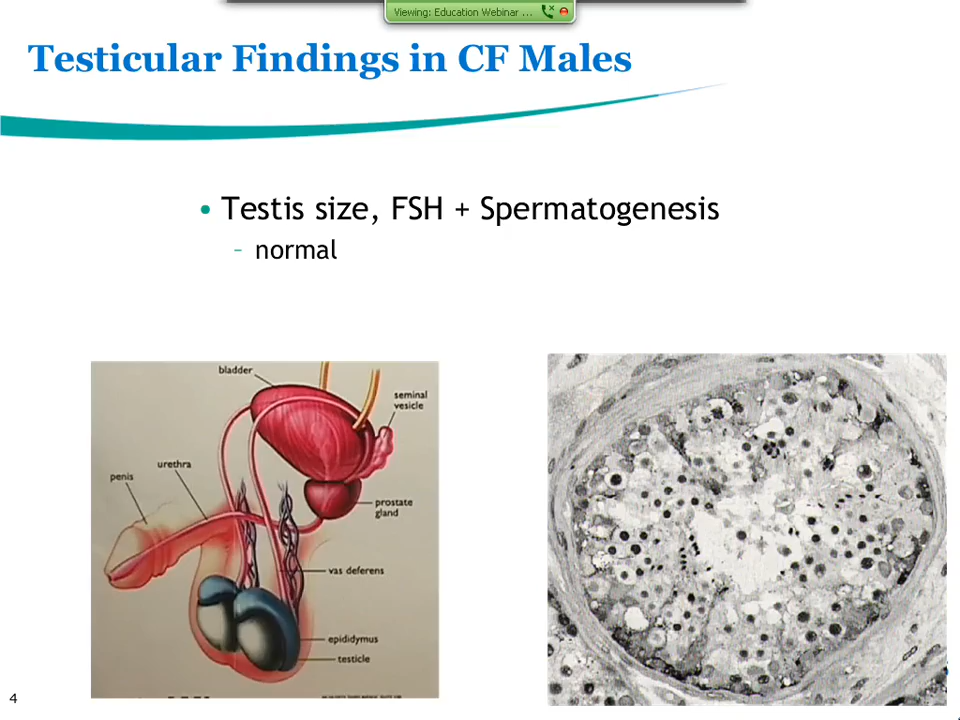 Viewing: Education Webinar ...
Testicular Findings in CF Males
• Testis size, FSH + Spermatogenesis
– normal
bladder
seminal
vesicle
urethra
penis
prostate
gland
vas deferens
epididymus
testicle
4